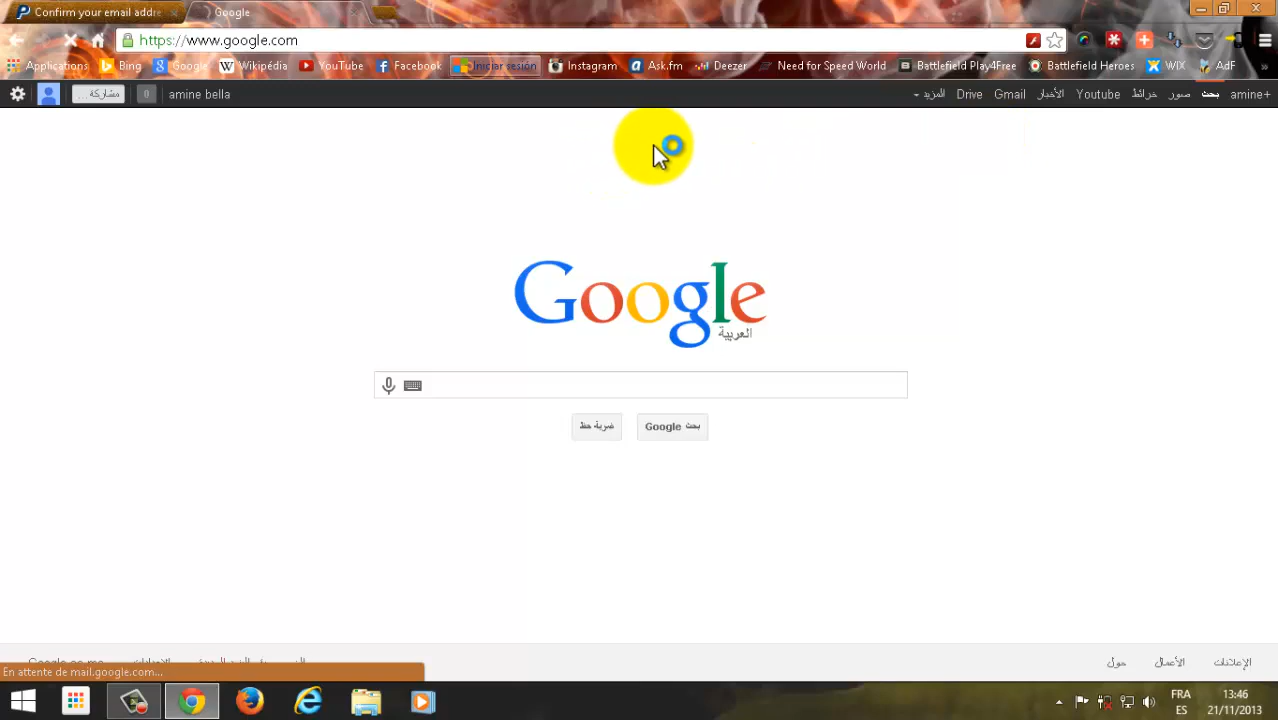 Confirm your email addre
Google
https://www.google.com
Applications Bing Google Wikipédia YouTube Facebook Iniciar sesión Instagram Ask.fm Deezer Need for Speed World Battlefield Play4Free Battlefield Heroes WIX AdF »
مشاركة... 0 amine bella
+amine بحث صور خرائط Youtube الأخبار Gmail Drive المزيد
Google
العربية
بحث Google ضربة حظ
الإعلانات الأعمال حول
En attente de mail.google.com...
FRA 13:46
ES 21/11/2013